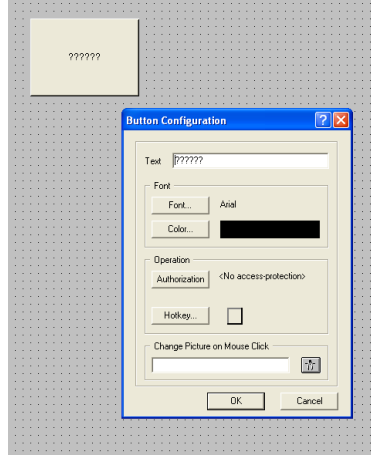 ??????
Button Configuration
Text ??????
Font
Font... Arial
Color...
Operation
Authorization <No access-protection>
Hotkey...
Change Picture on Mouse Click
OK Cancel